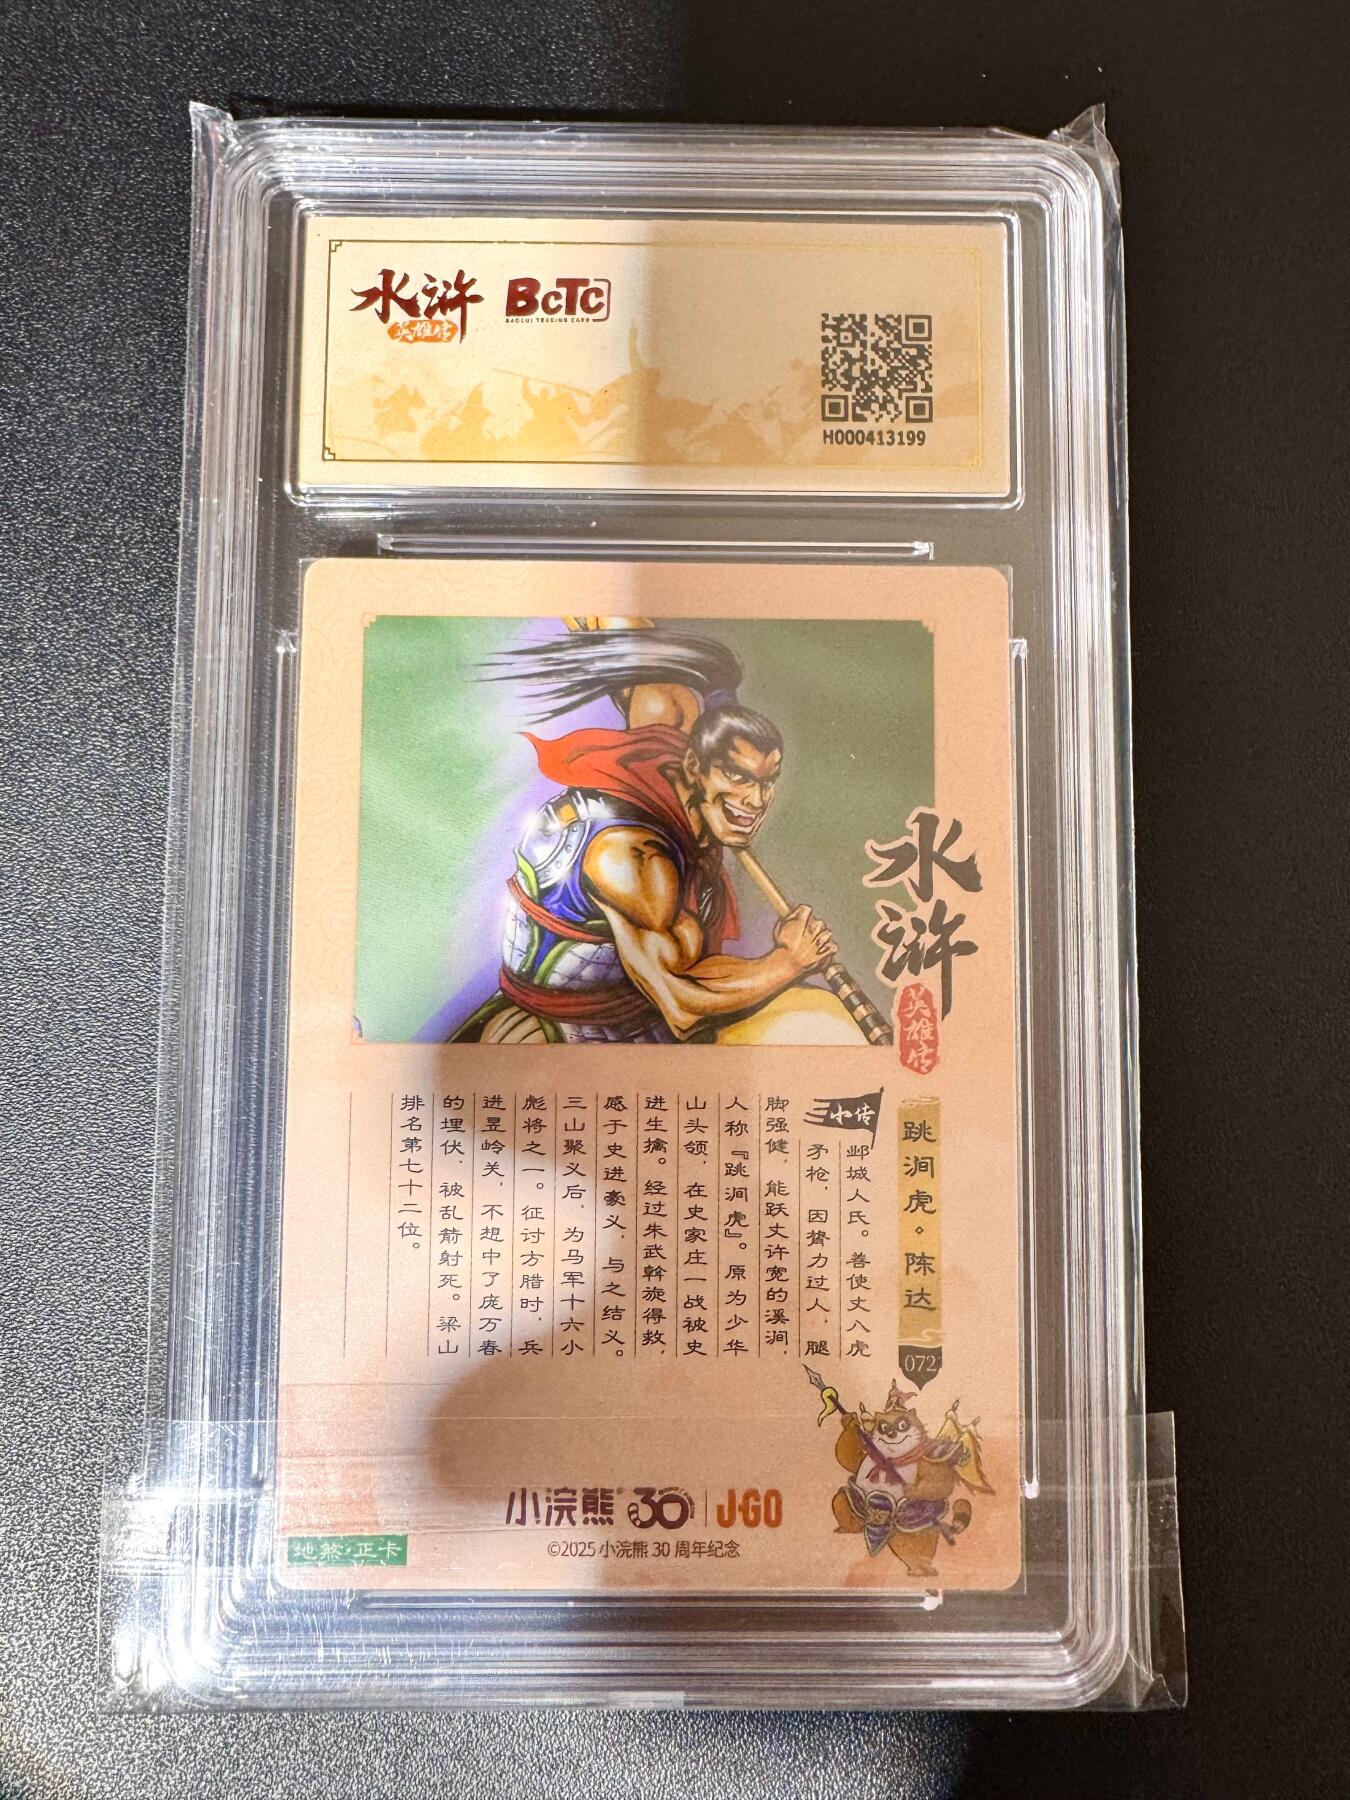 水浒
英雄传
BCTC
BAOCUI TRADING CARD
H000413199
水浒
英雄传
跳涧虎·陈达
072
小传
邺城人氏。善使丈八虎
矛枪，因膂力过人，腿
脚强健，能跃丈许宽的溪涧，
人称『跳涧虎』。原为少华
山头领，在史家庄一战被史
进生擒。经过朱武斡旋得救，
感于史进豪义，与之结义。
三山聚义后，为马军十六小
彪将之一。征讨方腊时，兵
进昱岭关，不想中了庞万春
的埋伏，被乱箭射死。梁山
排名第七十二位。
小浣熊 30 J·GO
©2025 小浣熊 30 周年纪念
地煞·正卡